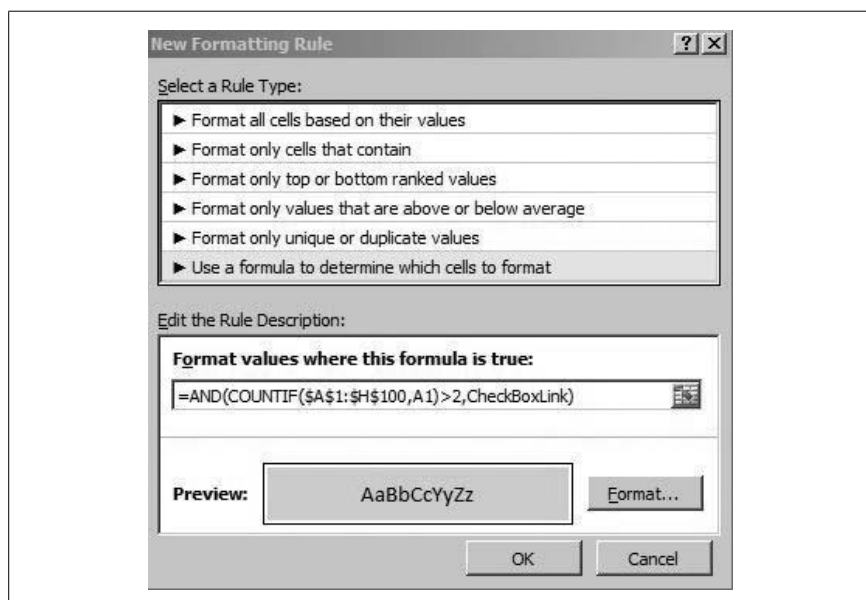 New Formatting Rule
Select a Rule Type:
► Format all cells based on their values
► Format only cells that contain
► Format only top or bottom ranked values
► Format only values that are above or below average
► Format only unique or duplicate values
► Use a formula to determine which cells to format
Edit the Rule Description:
Format values where this formula is true:
=AND(COUNTIF($A$1:$H$100,A1)>2,CheckBoxLink)
Preview: AaBbCcYyZz Format...
OK Cancel